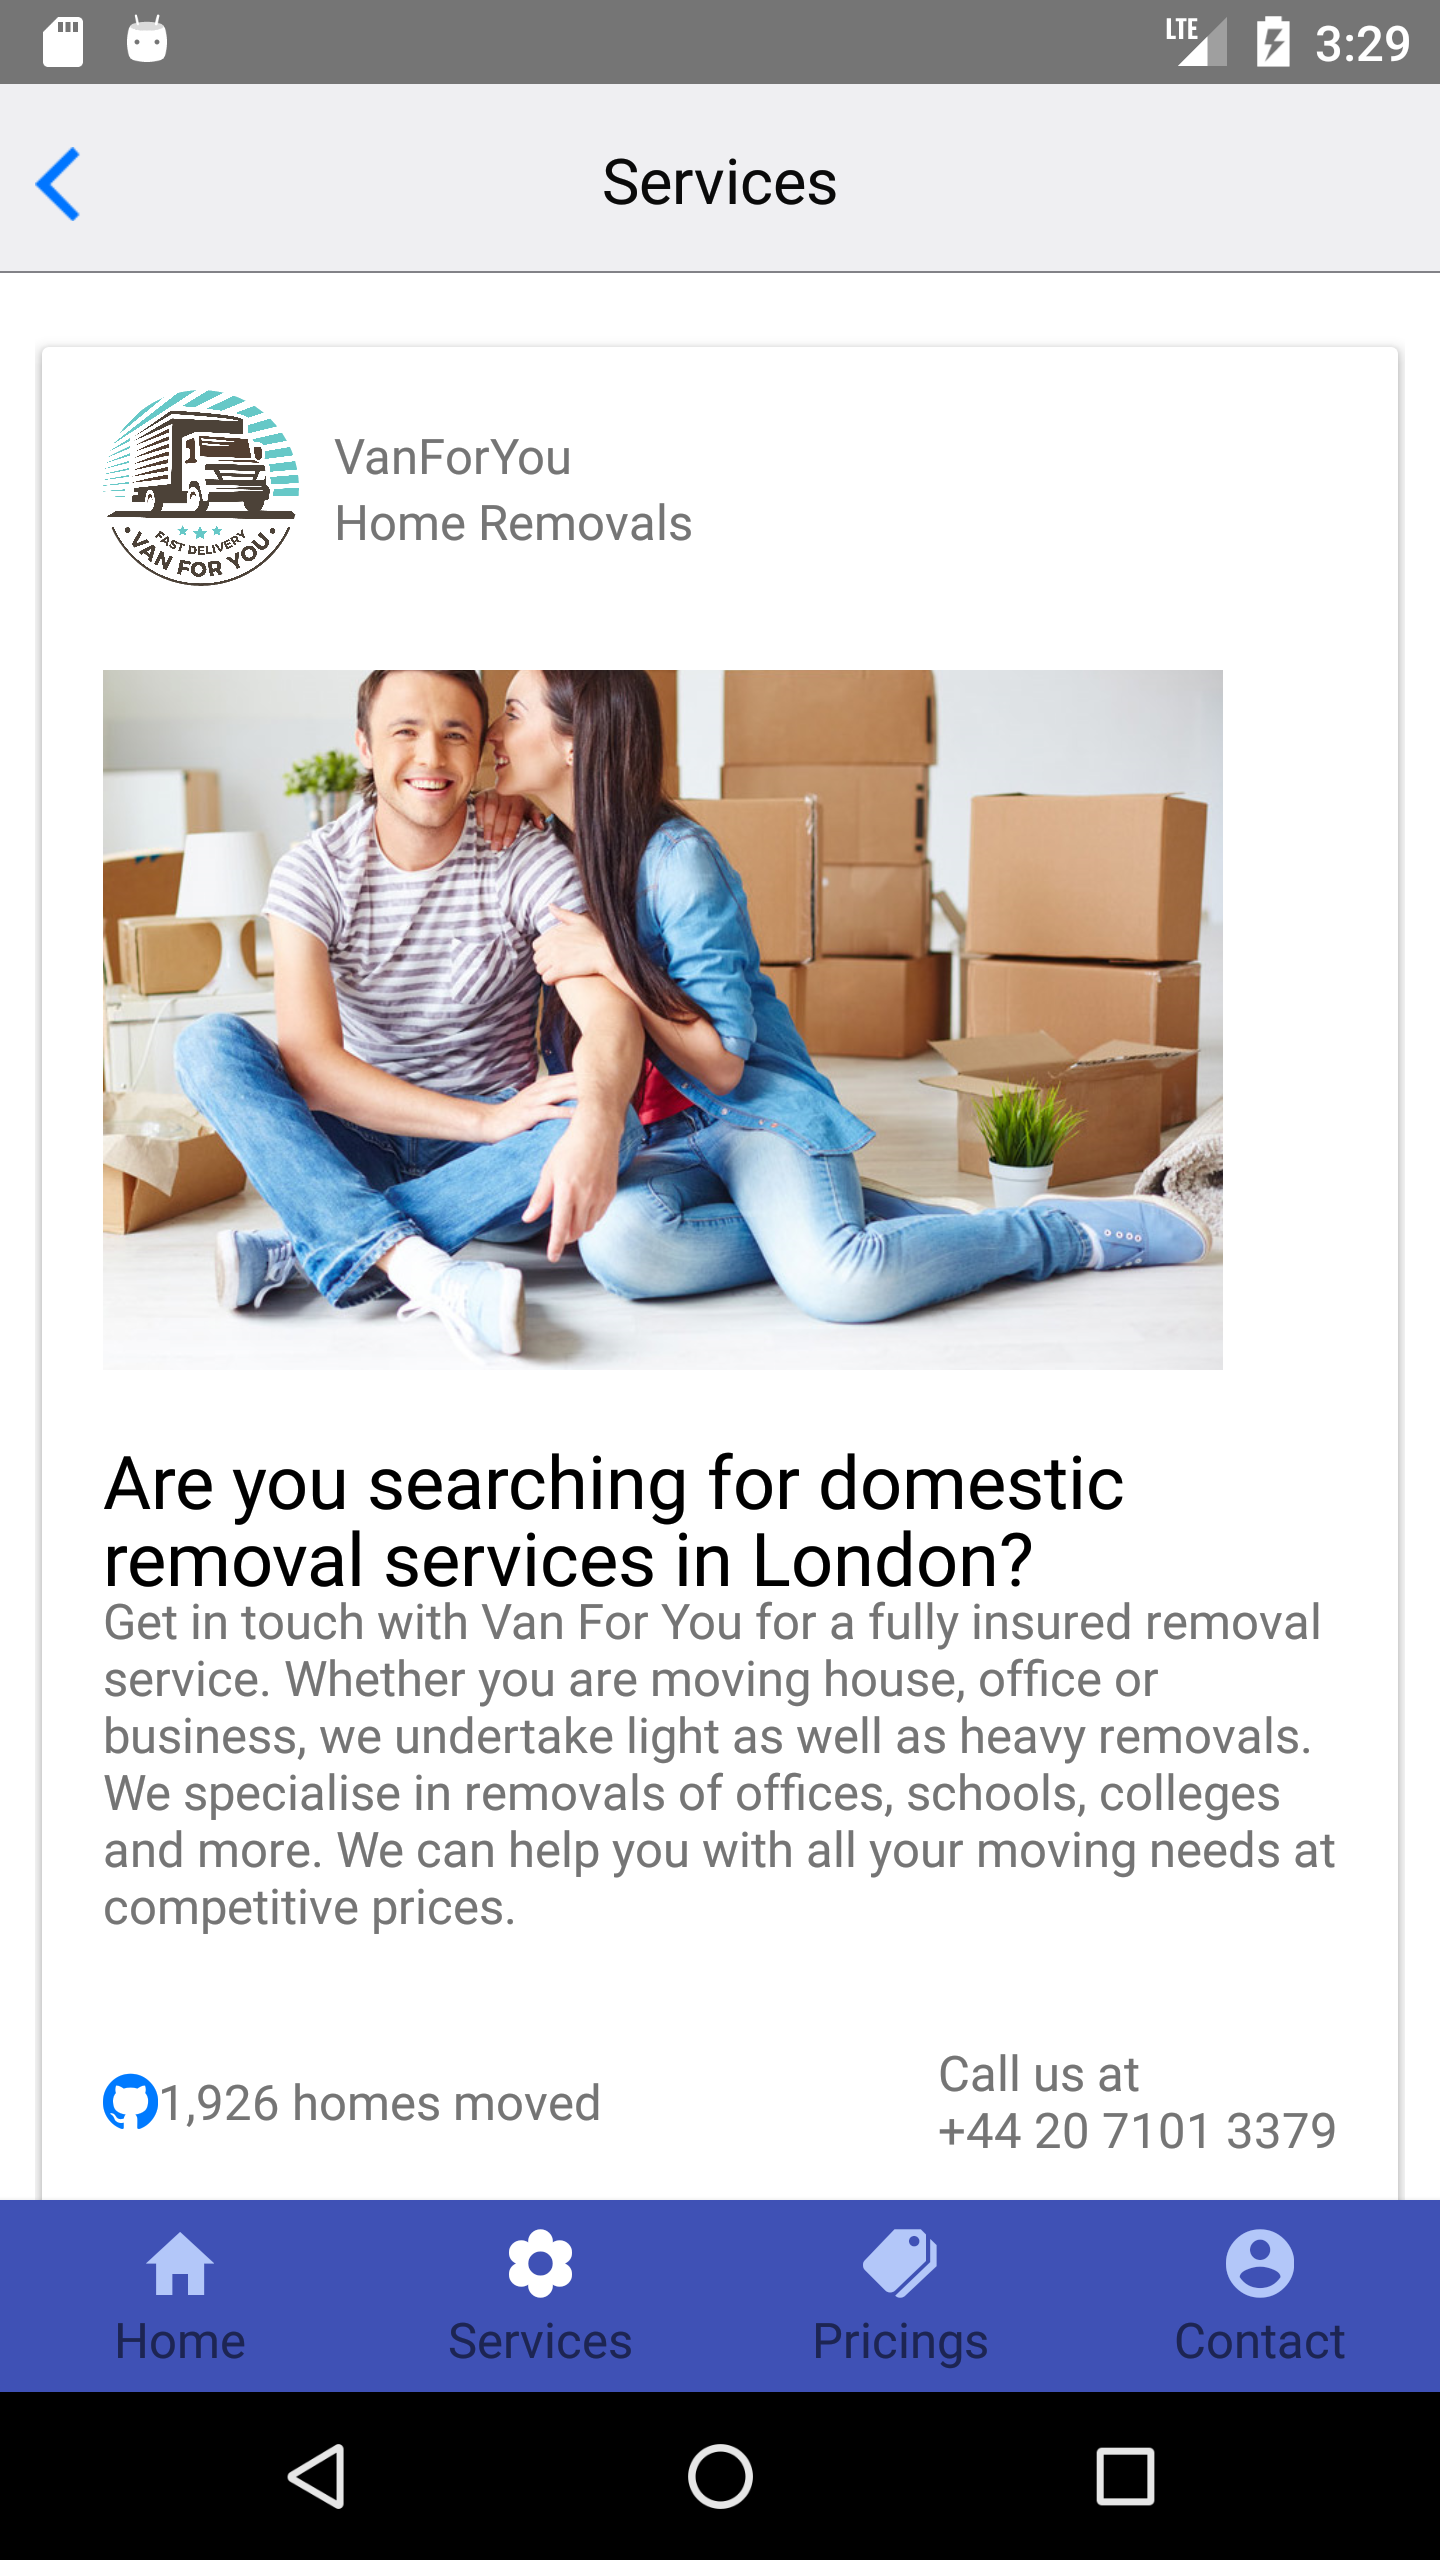 LTE 3:29
Services
VanForYou
Home Removals
FAST DELIVERY
VAN FOR YOU
Are you searching for domestic
removal services in London?
Get in touch with Van For You for a fully insured removal
service. Whether you are moving house, office or
business, we undertake light as well as heavy removals.
We specialise in removals of offices, schools, colleges
and more. We can help you with all your moving needs at
competitive prices.
1,926 homes moved
Call us at
+44 20 7101 3379
Home
Services
Pricings
Contact